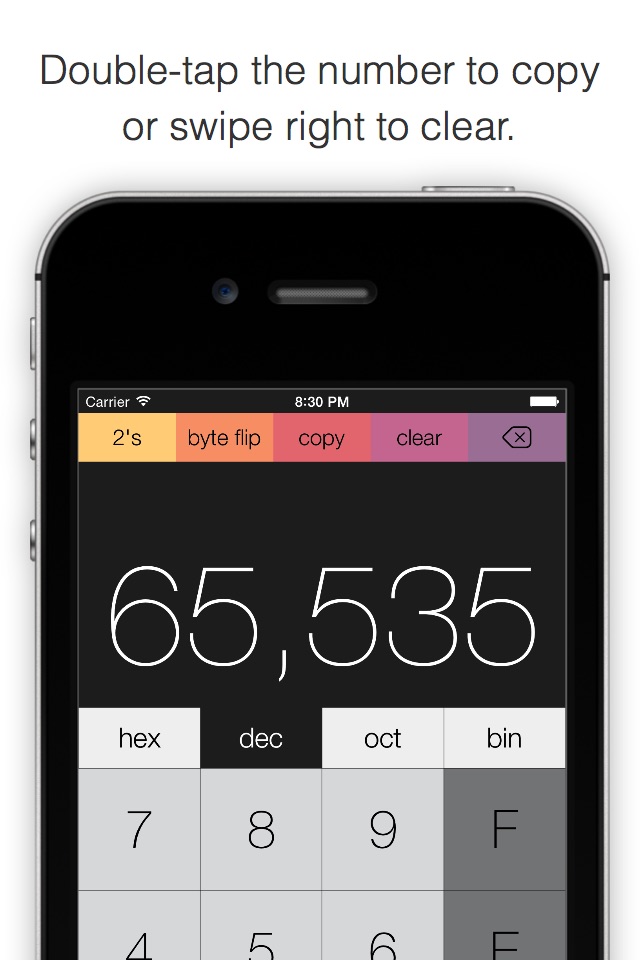 Double-tap the number to copy
or swipe right to clear.
Carrier 8:30 PM
2's byte flip copy clear
65,535
hex dec oct bin
7 8 9 F
4 5 6 E